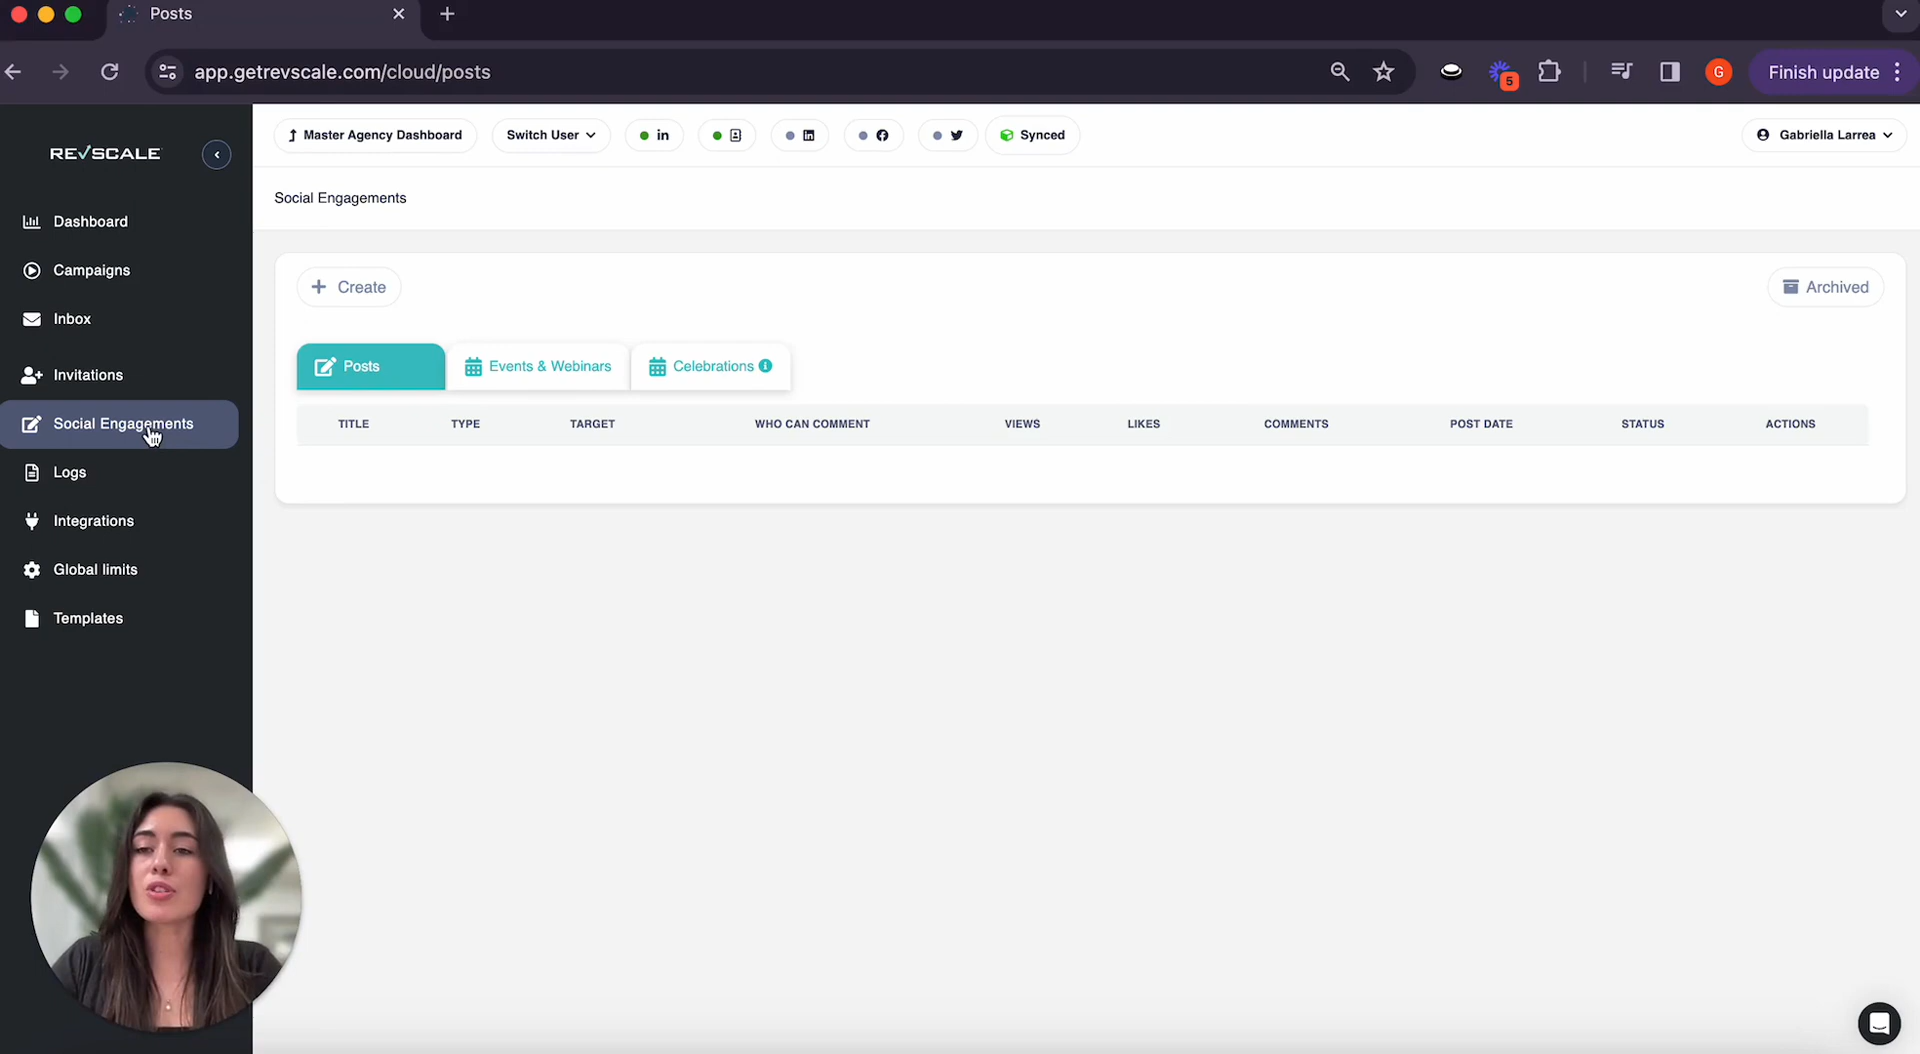 Posts
app.getrevscale.com/cloud/posts
5
G
Finish update
REVSCALE
Master Agency Dashboard
Switch User
in
Synced
Gabriella Larrea
Social Engagements
Dashboard
Campaigns
Inbox
Invitations
Social Engagements
Logs
Integrations
Global limits
Templates
Create
Archived
Posts
Events & Webinars
Celebrations
TITLE TYPE TARGET WHO CAN COMMENT VIEWS LIKES COMMENTS POST DATE STATUS ACTIONS